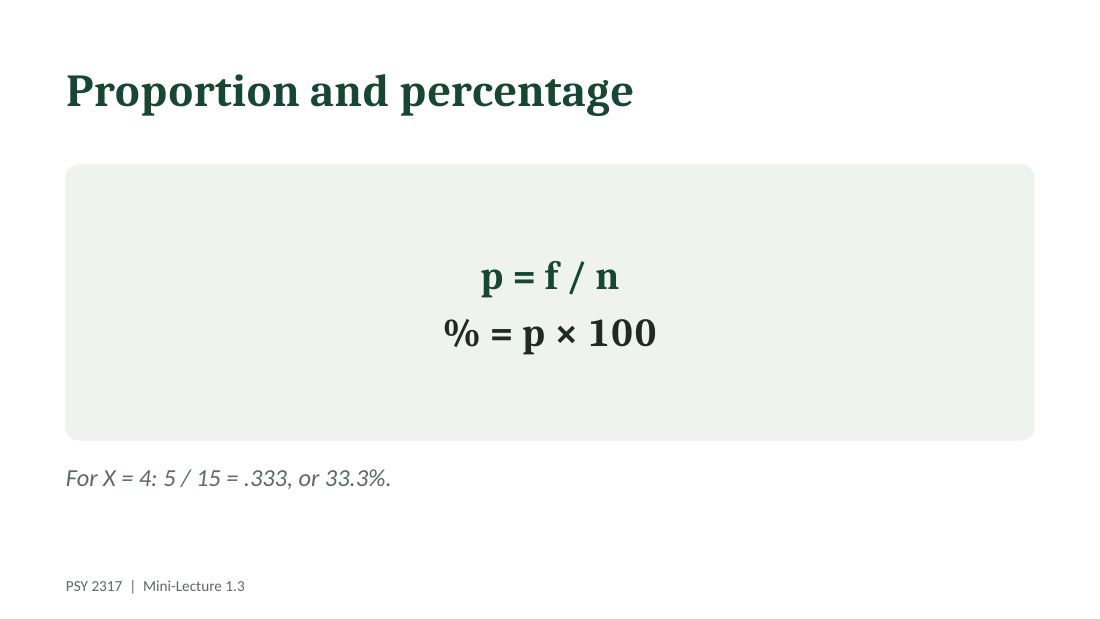 Proportion and percentage
p = f / n
% = p × 100
For X = 4: 5 / 15 = .333, or 33.3%.
PSY 2317 | Mini-Lecture 1.3